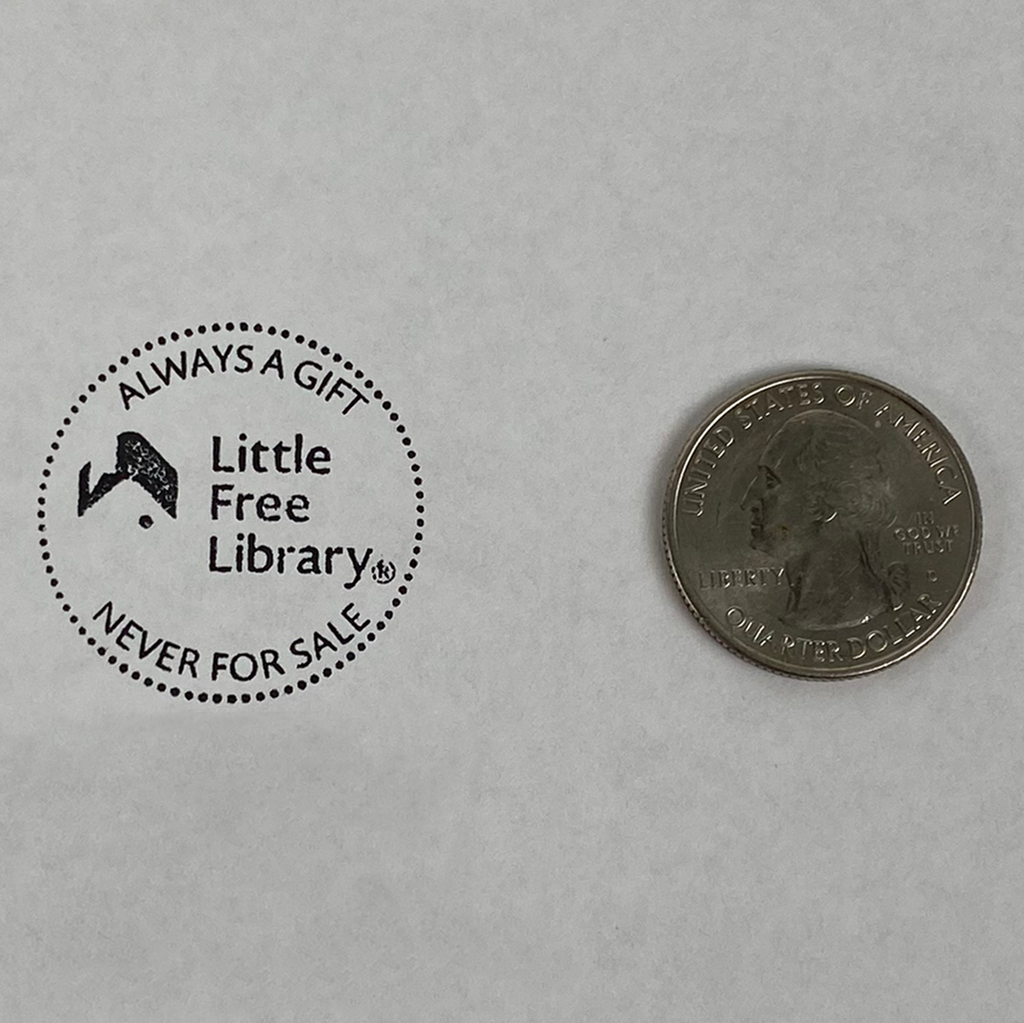 ALWAYS A GIFT
Little
Free
Library®
NEVER FOR SALE
UNITED STATES OF AMERICA
IN
GOD WE
TRUST
LIBERTY
D
QUARTER DOLLAR